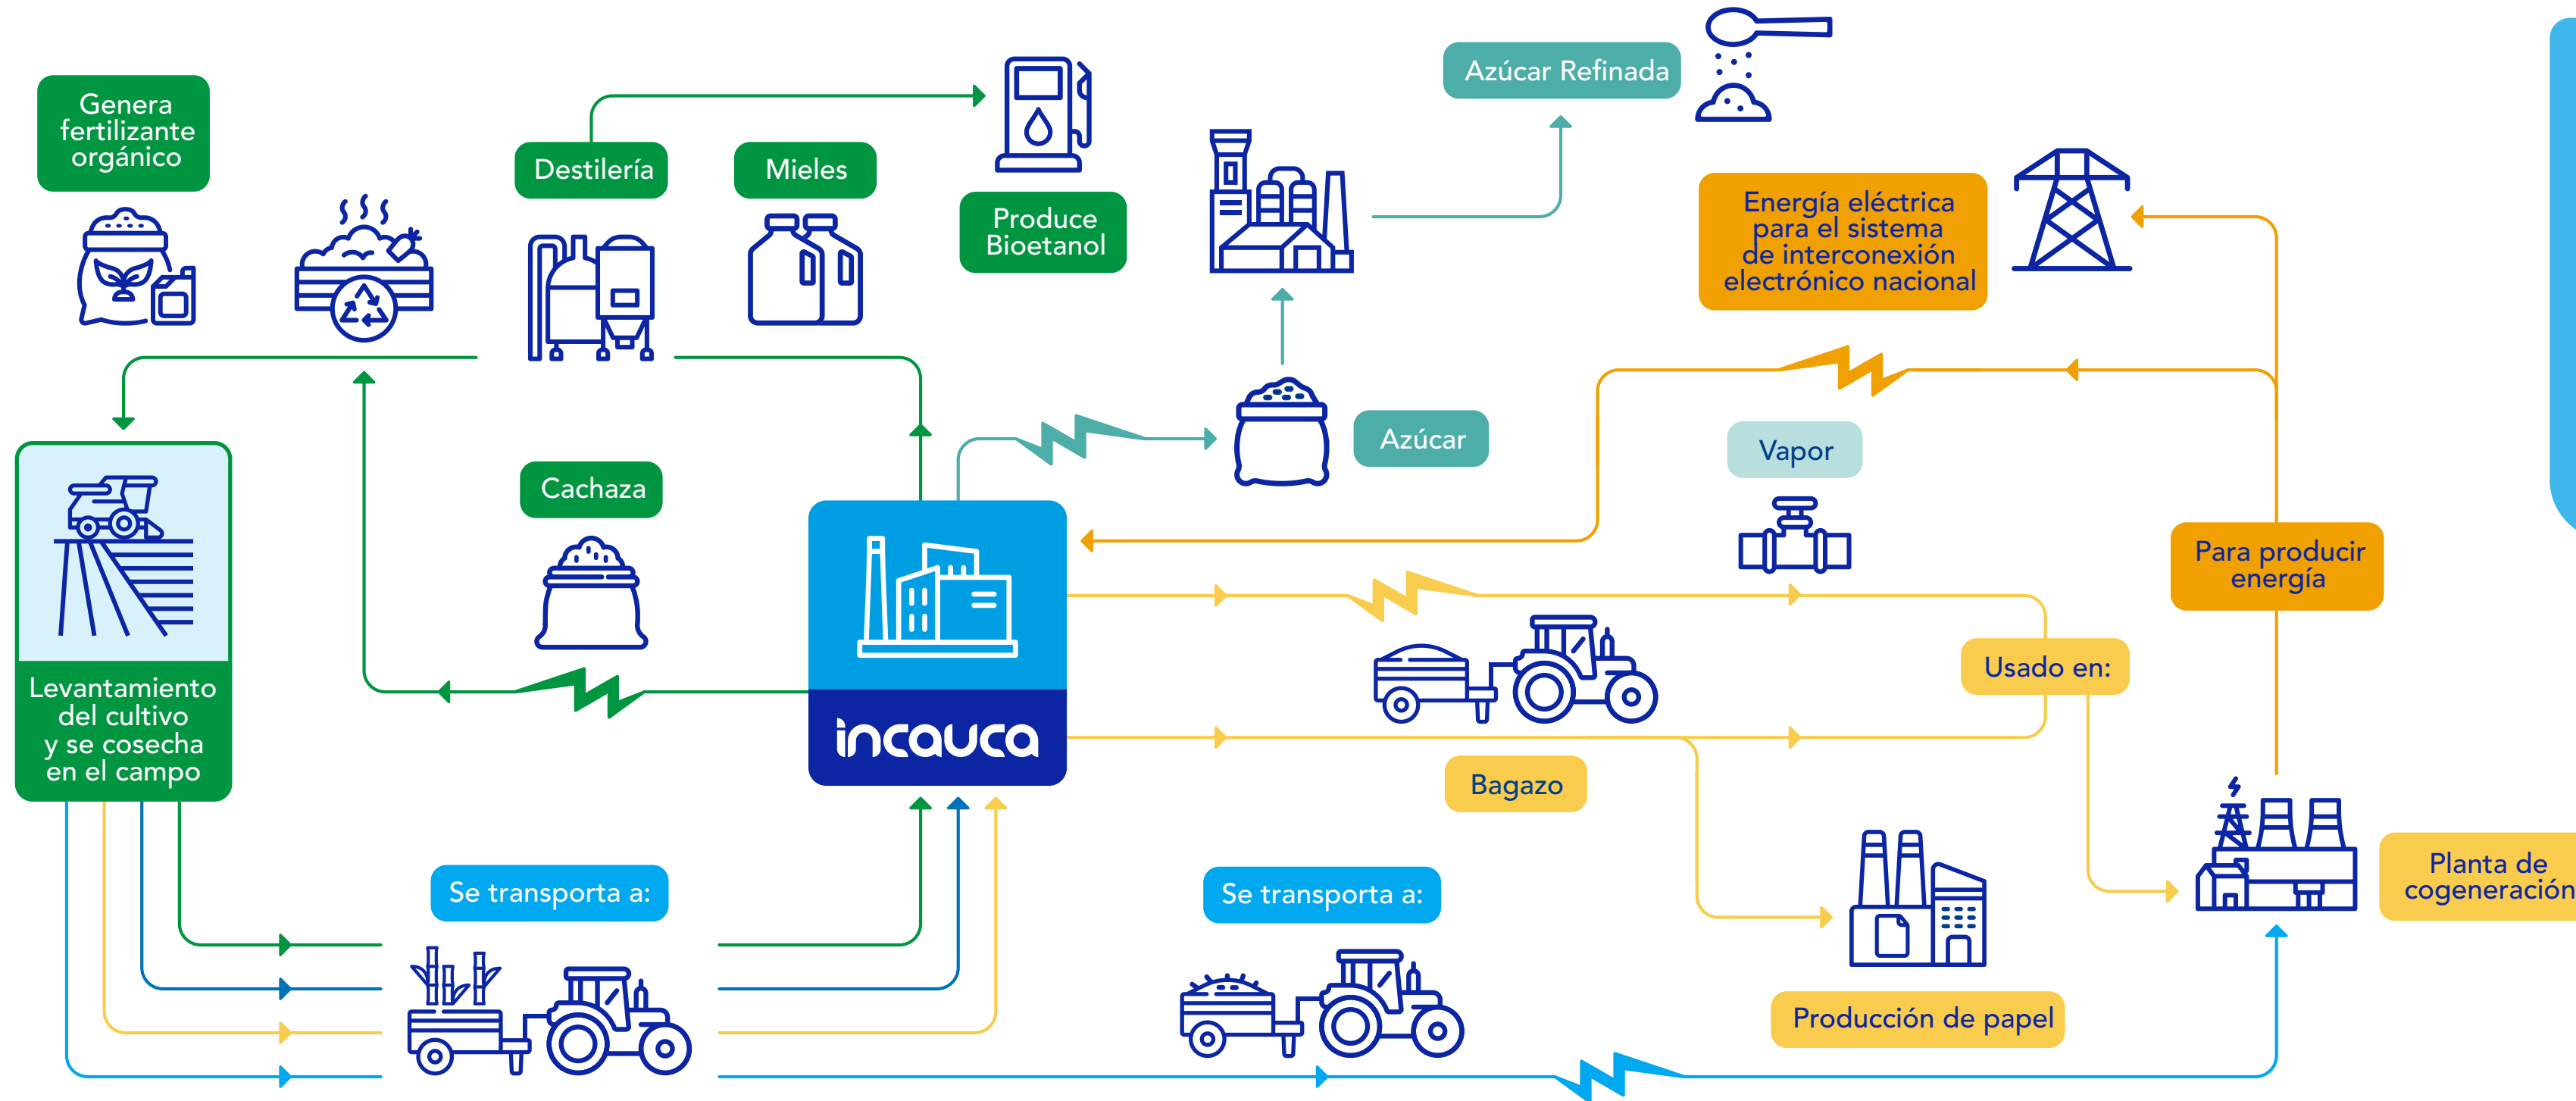 Genera
fertilizante
orgánico
Destilería
Mieles
Produce
Bioetanol
Azúcar Refinada
Energía eléctrica
para el sistema
de interconexión
electrónico nacional
Azúcar
Vapor
Cachaza
Para producir
energía
Usado en:
Levantamiento
del cultivo
y se cosecha
en el campo
incauca
Bagazo
Se transporta a:
Se transporta a:
Planta de
cogeneración
Producción de papel